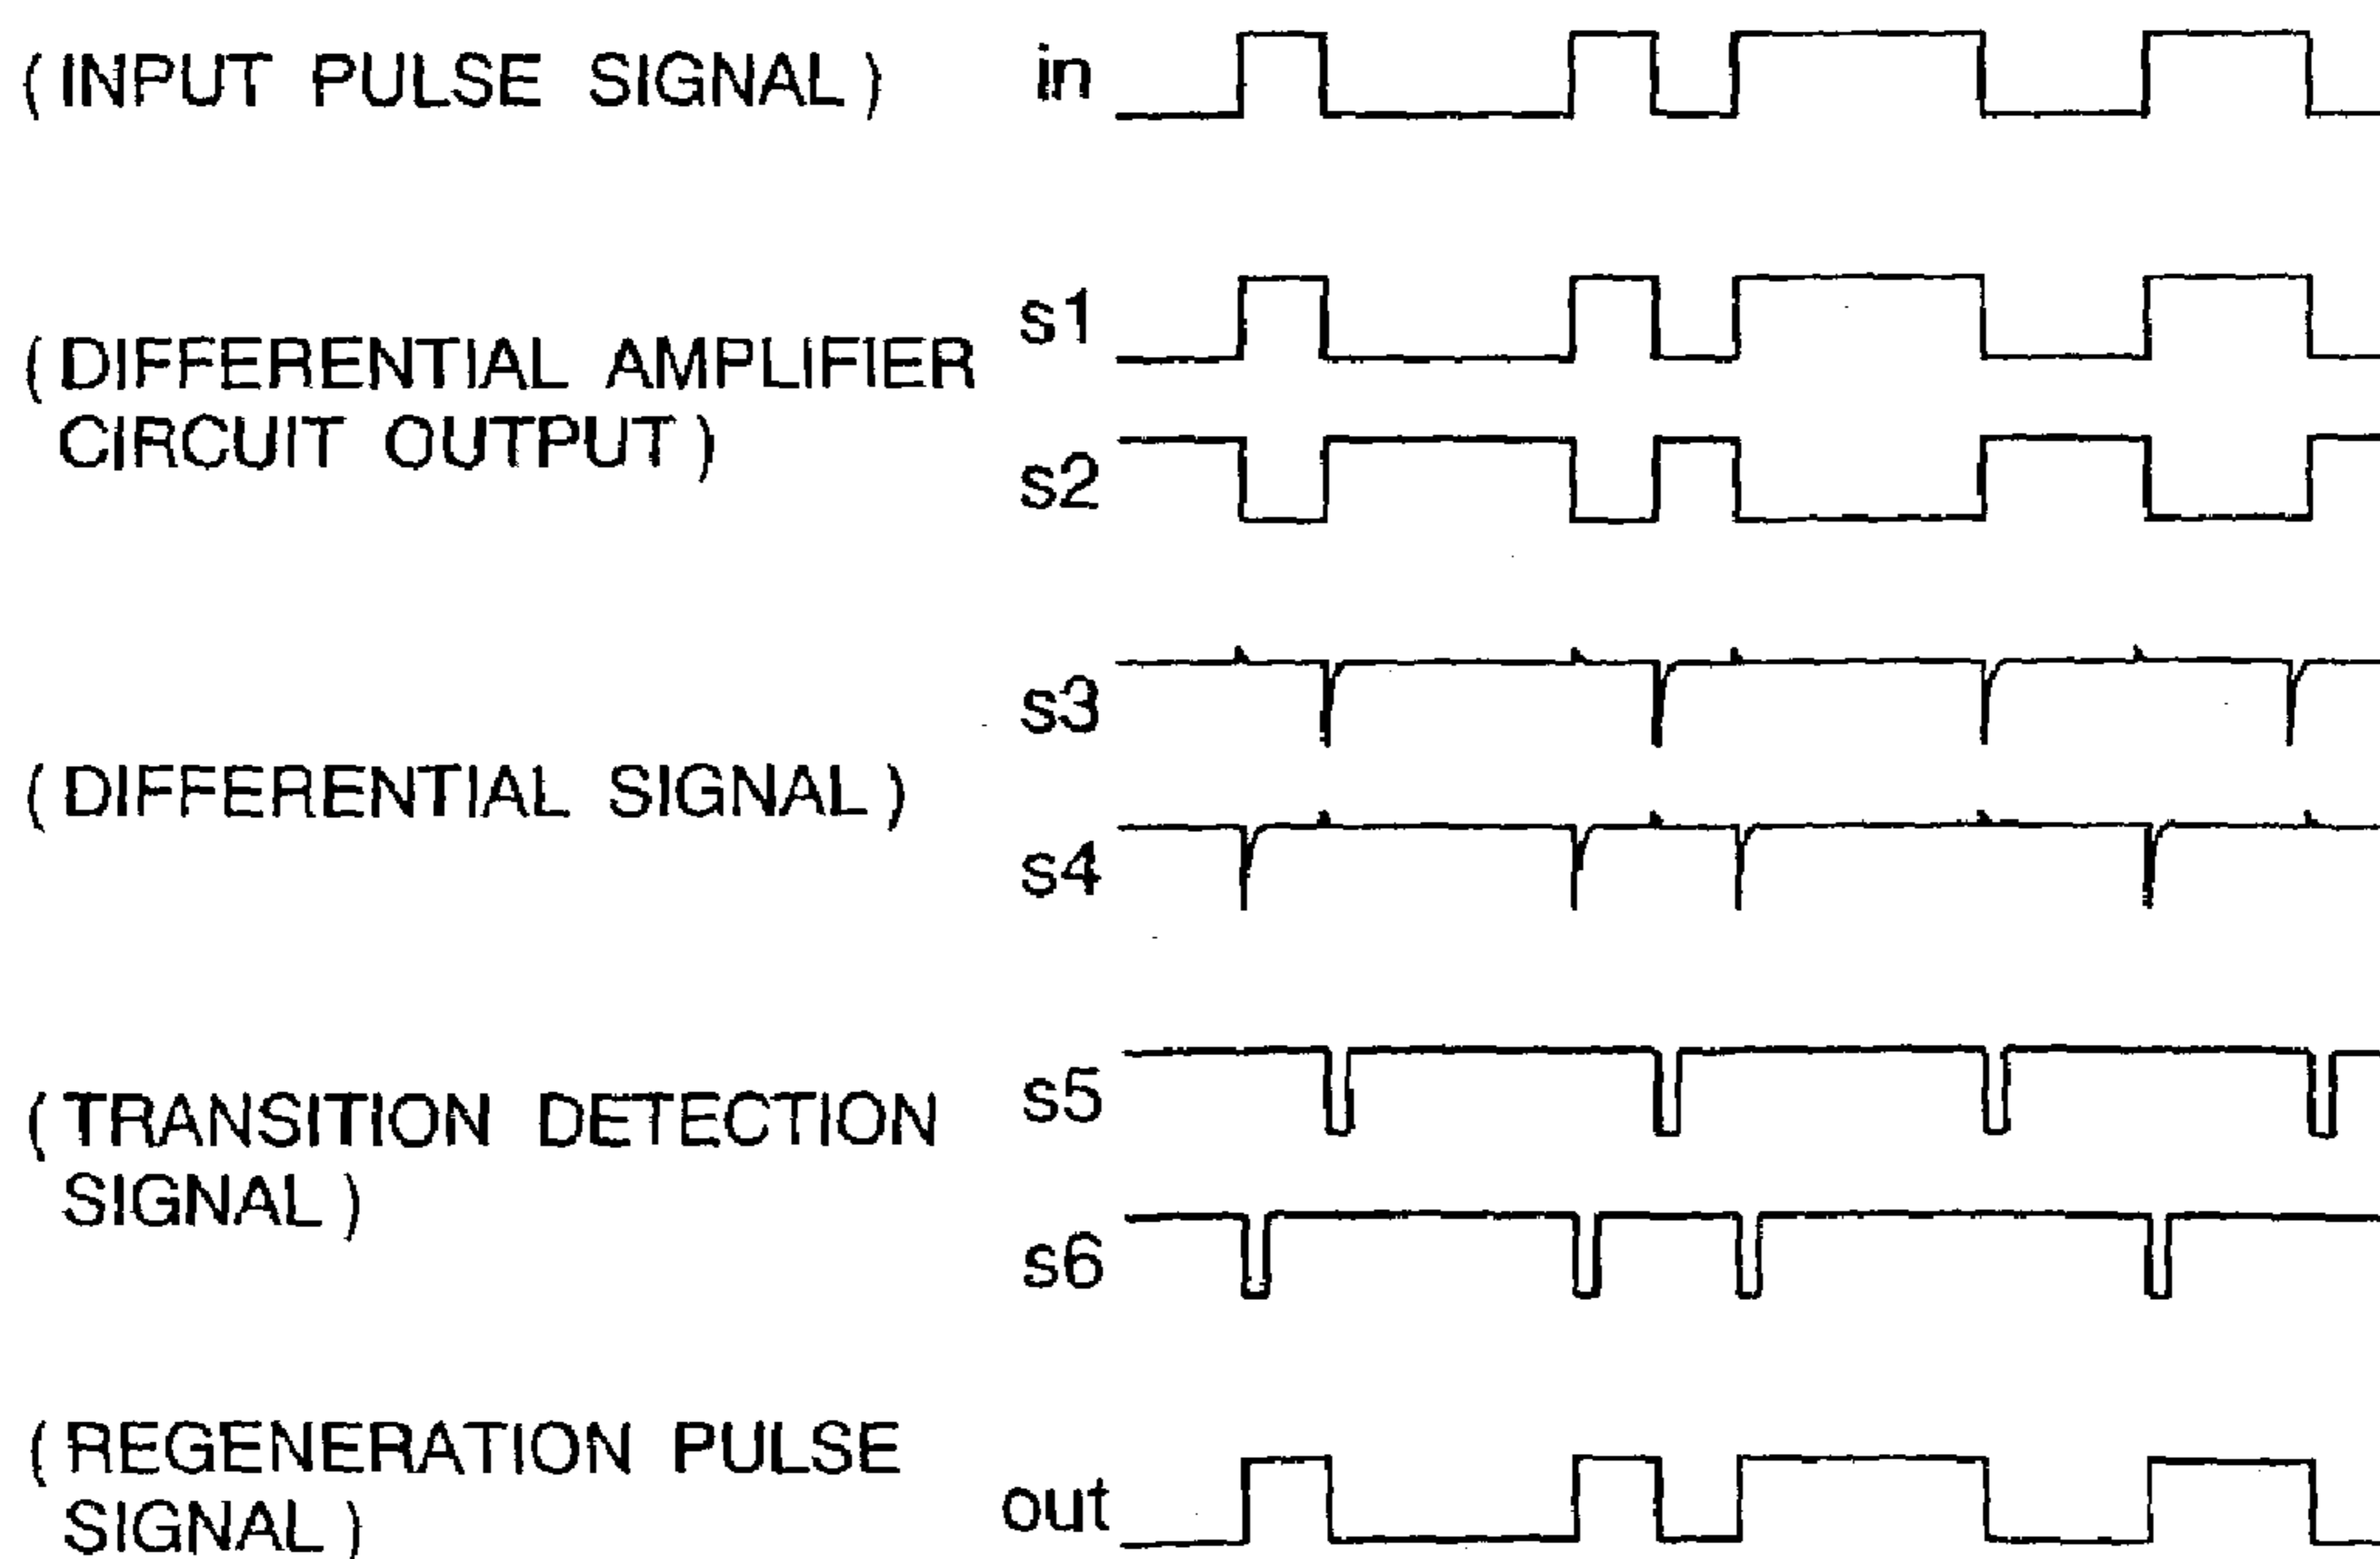 ( INPUT PULSE SIGNAL ) in
s1
( DIFFERENTIAL AMPLIFIER
CIRCUIT OUTPUT )
s2
s3
( DIFFERENTIAL SIGNAL )
s4
( TRANSITION DETECTION
SIGNAL )
s5
s6
( REGENERATION PULSE
SIGNAL )
out